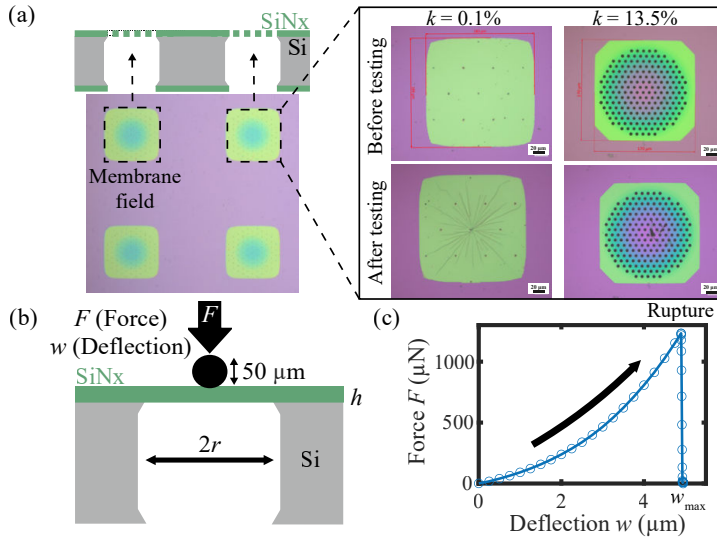 (a)
SiNx
Si
Membrane
field
k = 0.1%
k = 13.5%
Before testing
After testing
20 µm
20 µm
20 µm
20 µm
(b)
F (Force)
w (Deflection)
F
50 µm
SiNx
h
2r
Si
(c)
Rupture
Force F (µN)
1000
500
0
0
2
4
w max
Deflection w (µm)